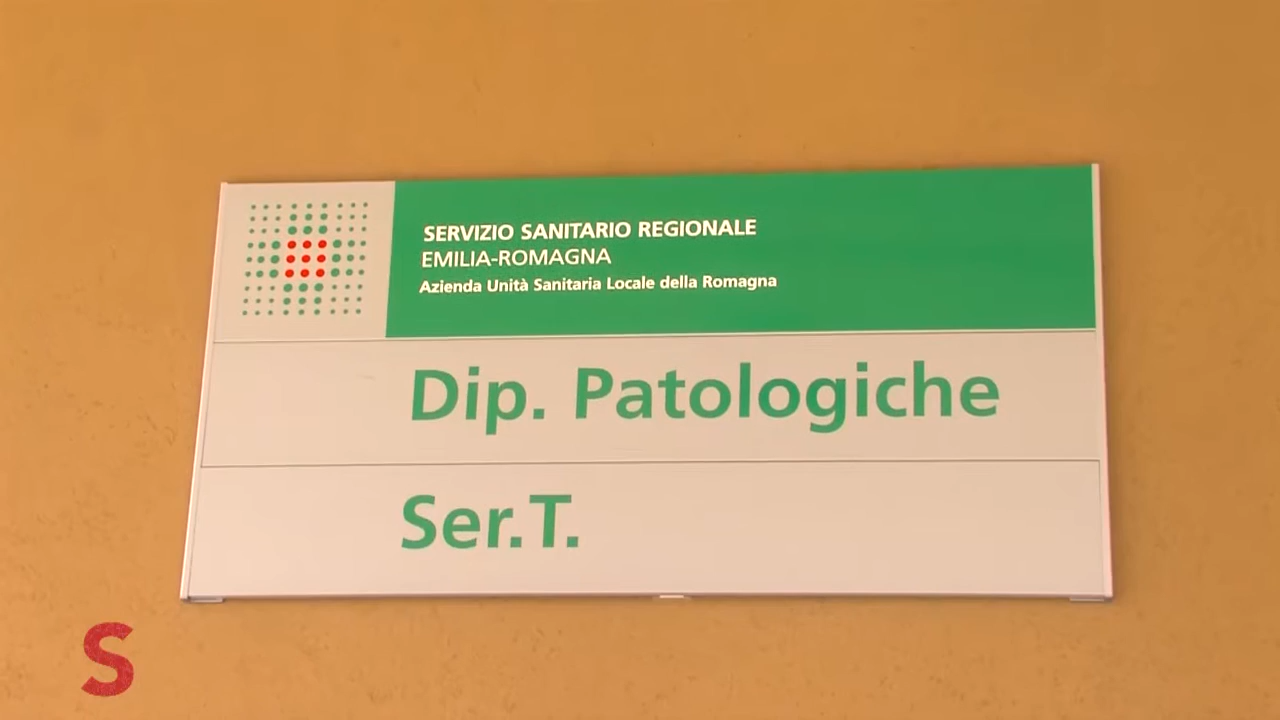 SERVIZIO SANITARIO REGIONALE
EMILIA-ROMAGNA
Azienda Unità Sanitaria Locale della Romagna
Dip. Patologiche
Ser.T.
S